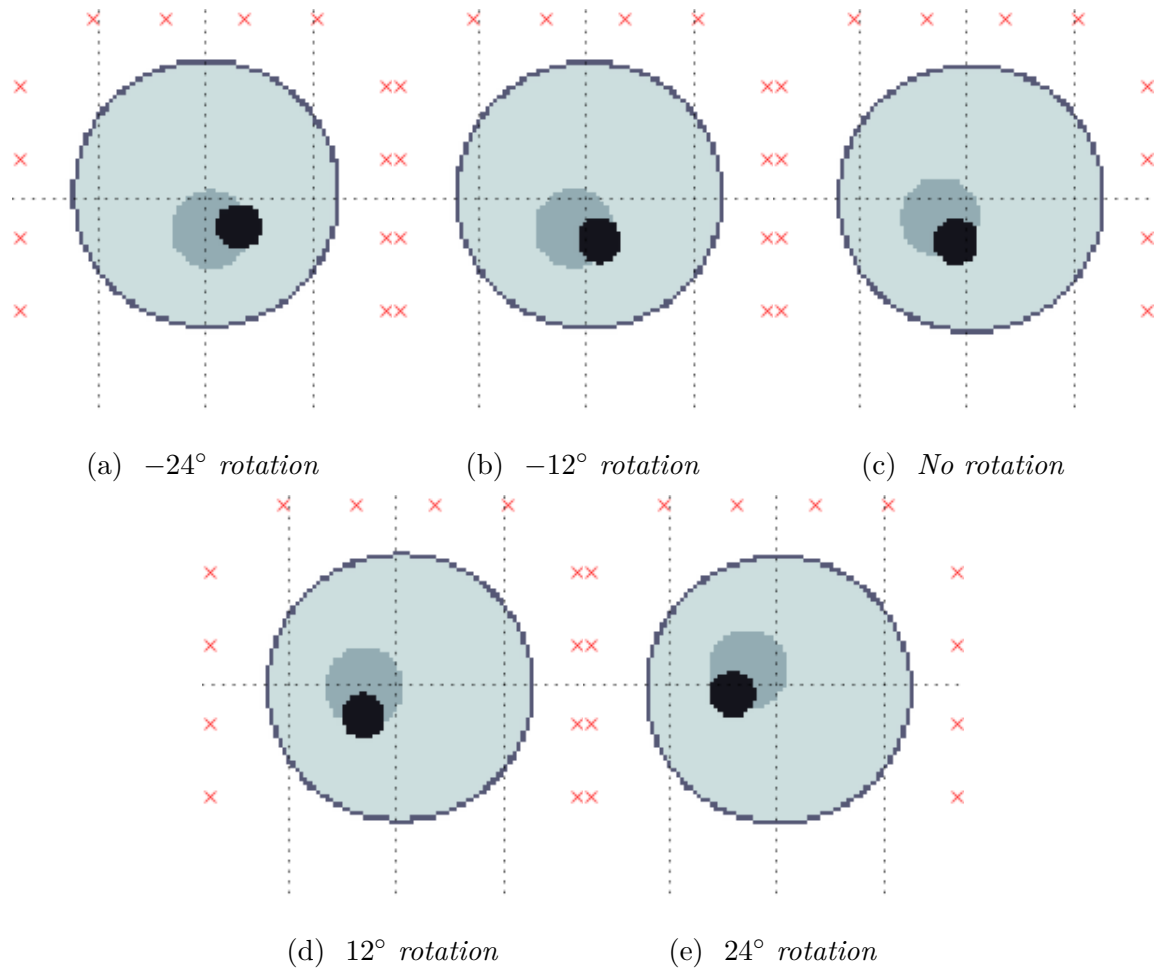 (a) −24° rotation
(b) −12° rotation
(c) No rotation
(d) 12° rotation
(e) 24° rotation